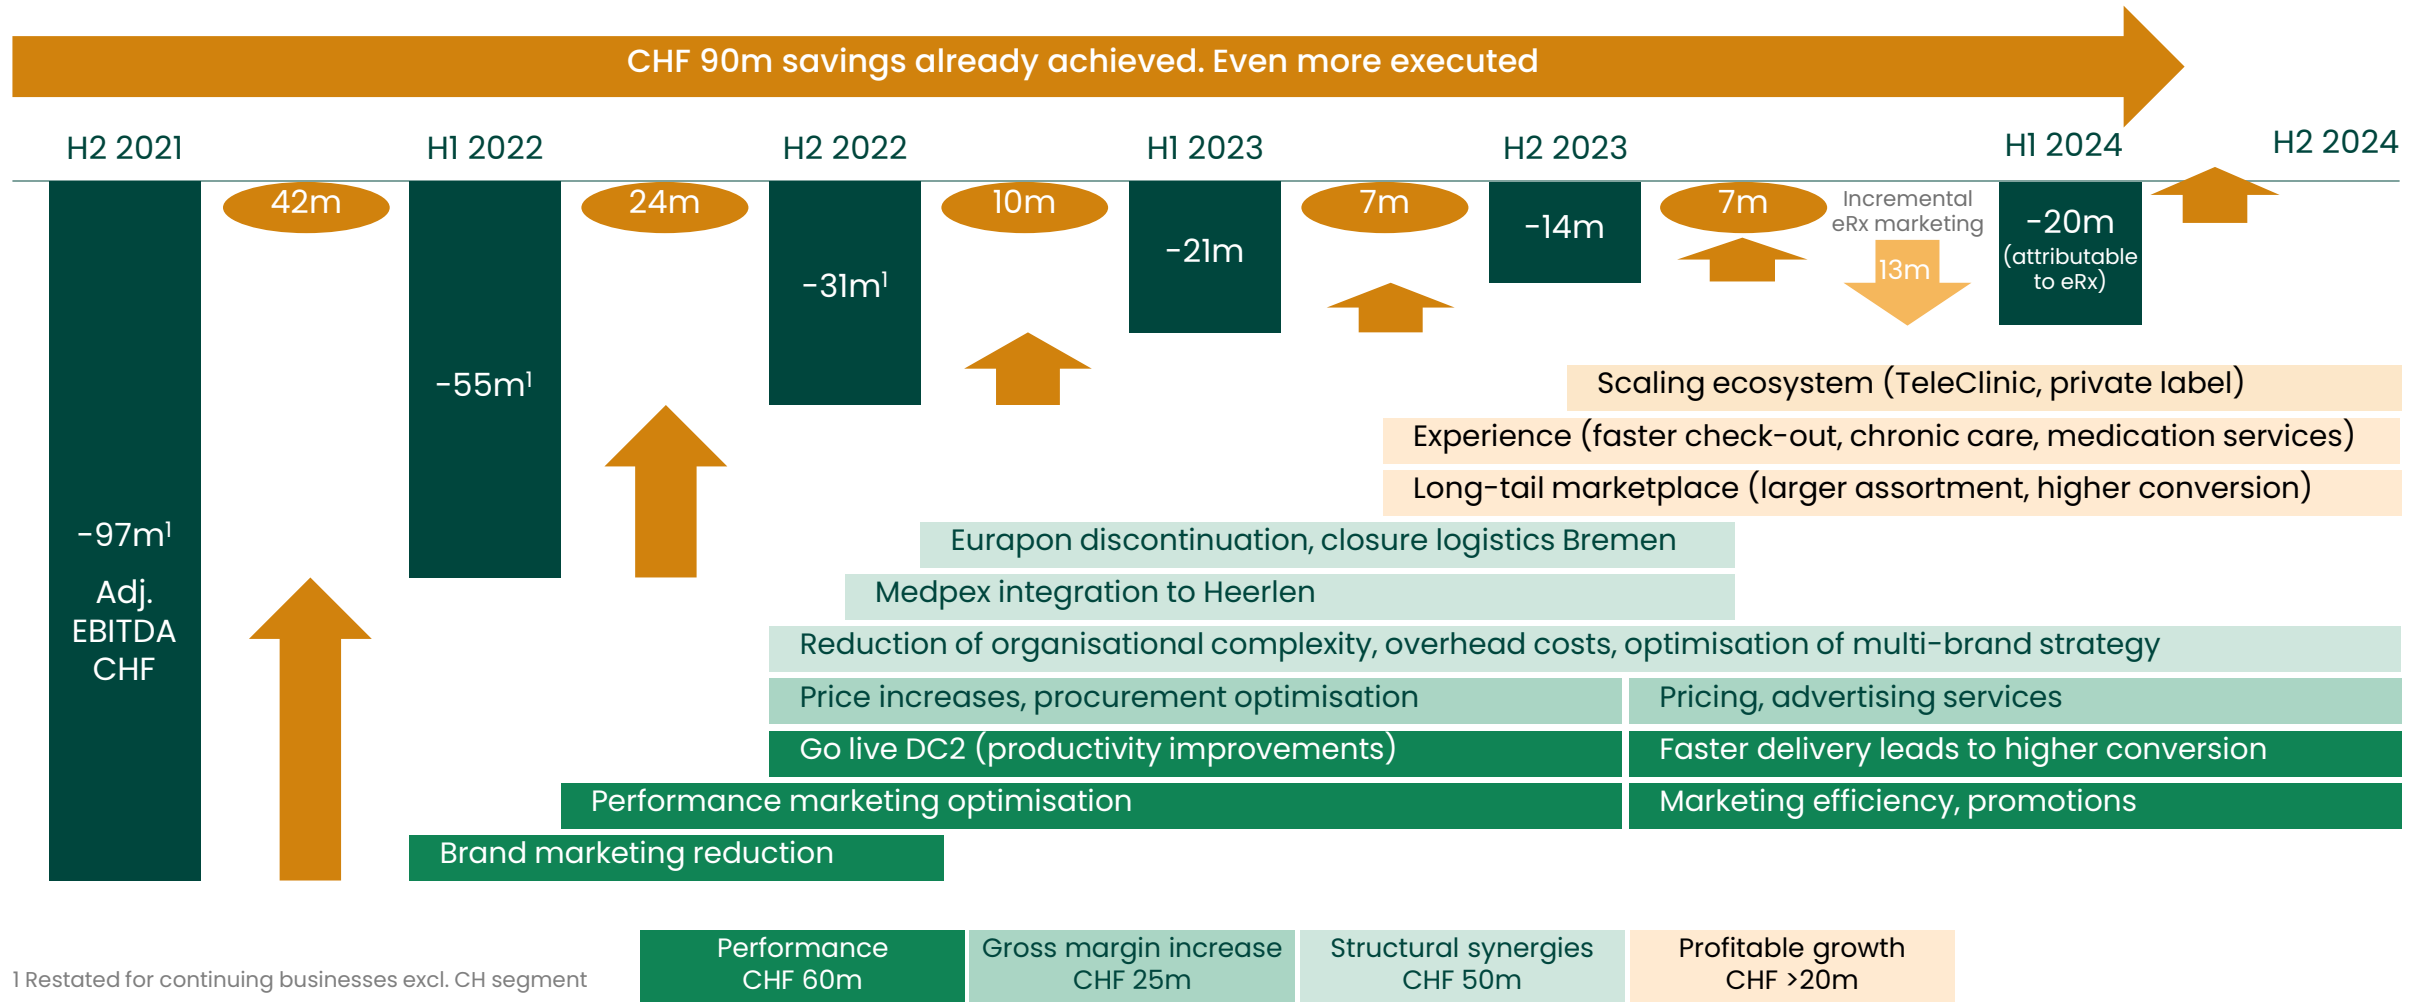 CHF 90m savings already achieved. Even more executed
H2 2021
H1 2022
H2 2022
H1 2023
H2 2023
H1 2024
H2 2024
42m
24m
10m
7m
7m
Incremental
eRx marketing
13m
-97m¹
Adj.
EBITDA
CHF
-55m¹
-31m¹
-21m
-14m
-20m
(attributable
to eRx)
Scaling ecosystem (TeleClinic, private label)
Experience (faster check-out, chronic care, medication services)
Long-tail marketplace (larger assortment, higher conversion)
Eurapon discontinuation, closure logistics Bremen
Medpex integration to Heerlen
Reduction of organisational complexity, overhead costs, optimisation of multi-brand strategy
Price increases, procurement optimisation
Pricing, advertising services
Go live DC2 (productivity improvements)
Faster delivery leads to higher conversion
Performance marketing optimisation
Marketing efficiency, promotions
Brand marketing reduction
Performance
CHF 60m
Gross margin increase
CHF 25m
Structural synergies
CHF 50m
Profitable growth
CHF >20m
1 Restated for continuing businesses excl. CH segment